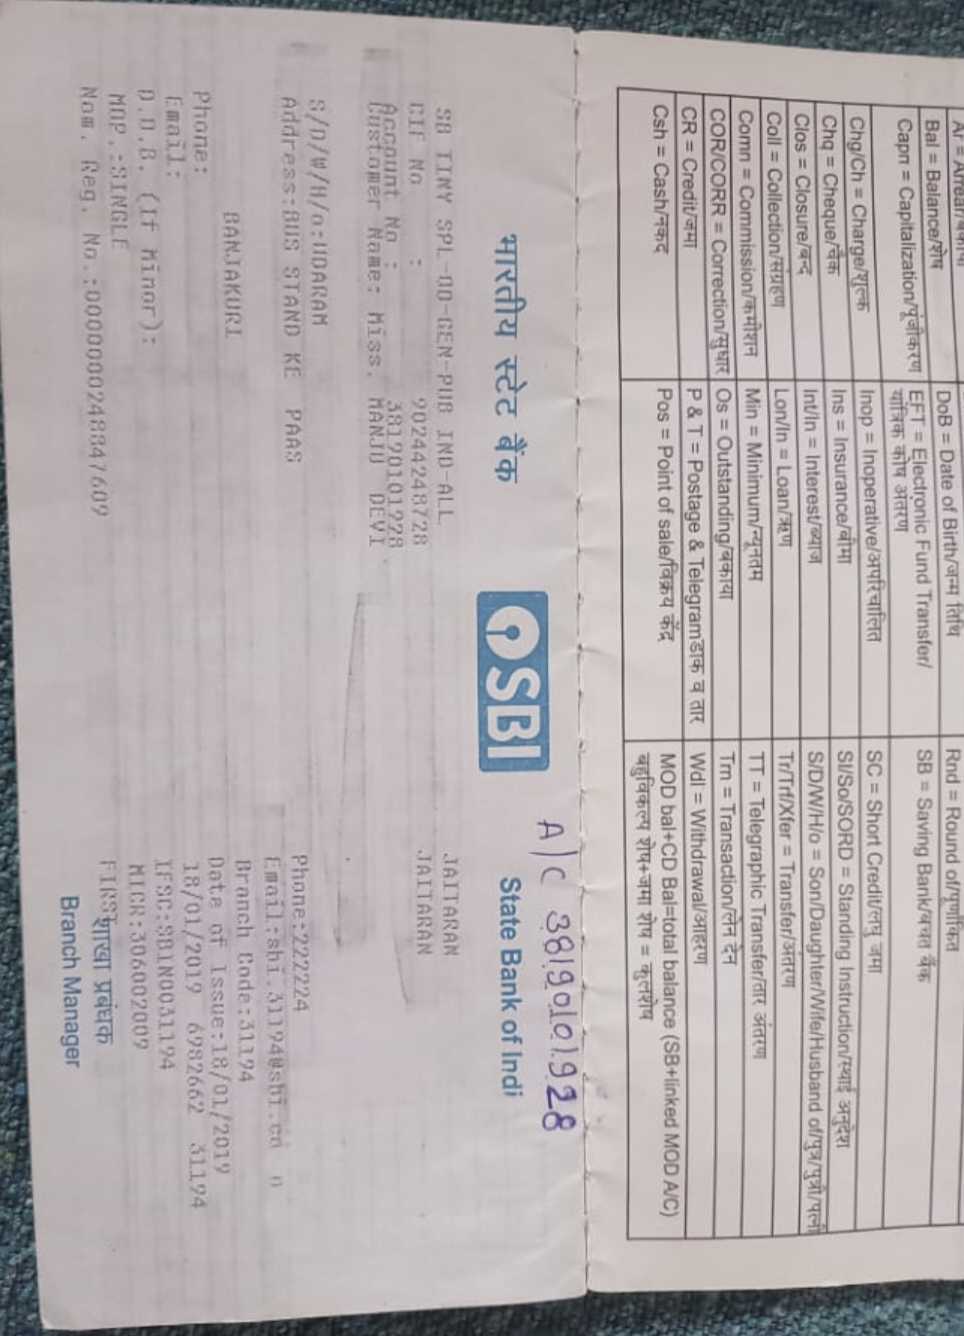 Ar = Arrear/बकाया
Bal = Balance/शेष
Capn = Capitalization/पूंजीकरण
Chg/Ch = Charge/शुल्क
Chq = Cheque/चैक
Clos = Closure/बन्द
Coll = Collection/संग्रहण
Comn = Commission/कमीशन
COR/CORR = Correction/सुधार
CR = Credit/जमा
Csh = Cash/नकद
DoB = Date of Birth/जन्म तिथि
EFT = Electronic Fund Transfer/
यांत्रिक कोष अंतरण
Inop = Inoperative/अपरिचालित
Ins = Insurance/बीमा
Int/In = Interest/ब्याज
Lon/ln = Loan/ऋण
Min = Minimum/न्यूनतम
Os = Outstanding/बकाया
P & T = Postage & Telegram डाक व तार
Pos = Point of sale/विक्रय केंद्र
Rnd = Round of/पूर्णांकित
SB = Saving Bank/बचत बैंक
SC = Short Credit/लघु जमा
SI/So/SORD = Standing Instruction/स्थाई अनुदेश
S/D/W/H/o = Son/Daughter/Wife/Husband of/पुत्र/पुत्री/पत्नी
Tr/Trf/Xfer = Transfer/अंतरण
TT = Telegraphic Transfer/तार अंतरण
Trn = Transaction/लेन देन
Wdl = Withdrawal/आहरण
MOD bal+CD Bal=total balance (SB+linked MOD A/C)
बहुविकल्प शेष+जमा शेष = कुलशेष
A/C 38190101928
भारतीय स्टेट बैंक SBI State Bank of Indi
SB TINY SPL-OD-GEN-PUB IND-ALL JAITARAN
CIF No : 90244248728 JAITARAN
Account No : 38190101928
Customer Name: Miss. MANJU DEVI
S/D/W/H/o:UDARAM
Address:BUS STAND KE PAAS
BANJAKURI
Phone:
Email:
D.O.B. (If Minor):
MOP.:SINGLE
Nom. Reg. No.:0000000248847609
Phone:222224
Email:sbi.31194@sbi.co
Branch Code:31194
Date of Issue:18/01/2019
18/01/2019 6982662 31194
IFSC:SBIN0031194
MICR:306002009
FIRST
शाखा प्रबंधक
Branch Manager